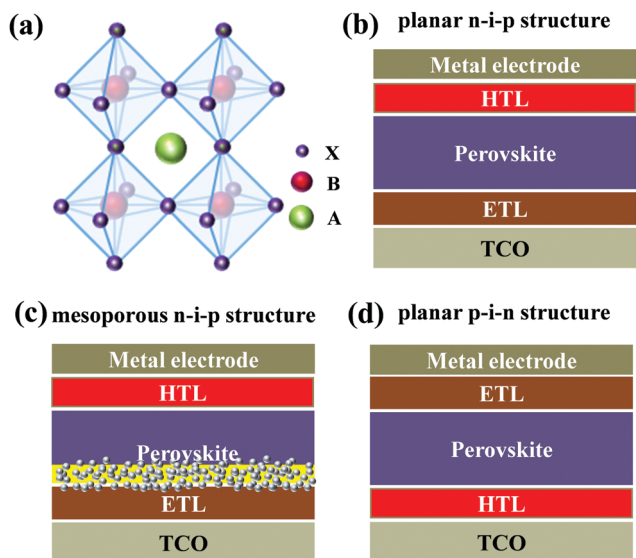 (a)
X
B
A
(b) planar n-i-p structure
Metal electrode
HTL
Perovskite
ETL
TCO
(c) mesoporous n-i-p structure
Metal electrode
HTL
Perovskite
ETL
TCO
(d) planar p-i-n structure
Metal electrode
ETL
Perovskite
HTL
TCO